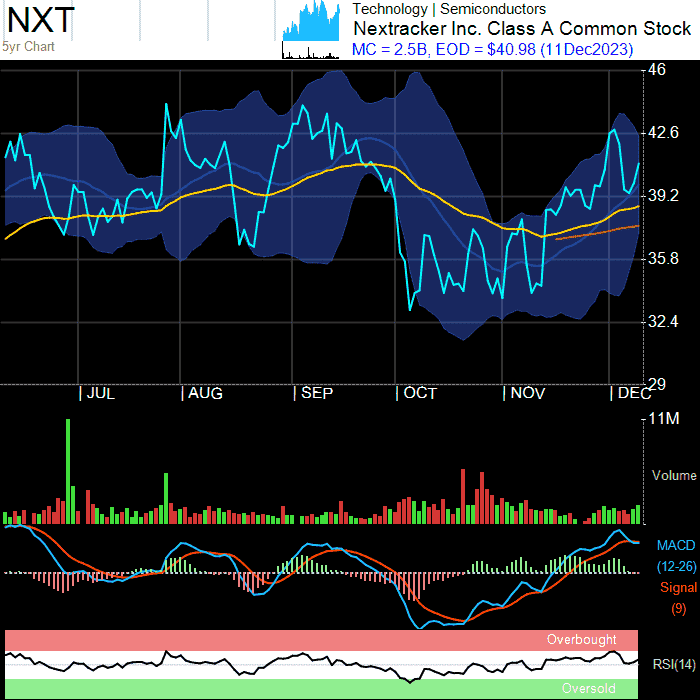 NXT
5yr Chart
Technology | Semiconductors
Nextracker Inc. Class A Common Stock
MC = 2.5B, EOD = $40.98 (11Dec2023)
46
42.6
39.2
35.8
32.4
29
| JUL | AUG | SEP | OCT | NOV | DEC
11M
Volume
MACD
(12-26)
Signal
(9)
Overbought
RSI(14)
Oversold